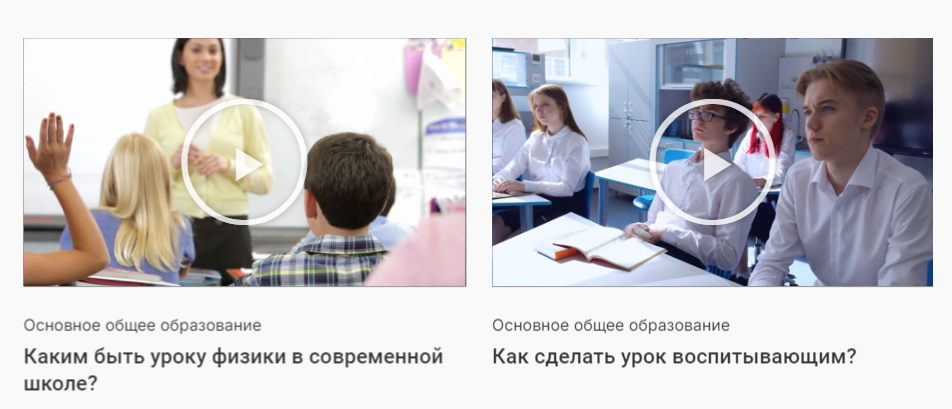 Основное общее образование
Каким быть уроку физики в современной
школе?
Основное общее образование
Как сделать урок воспитывающим?